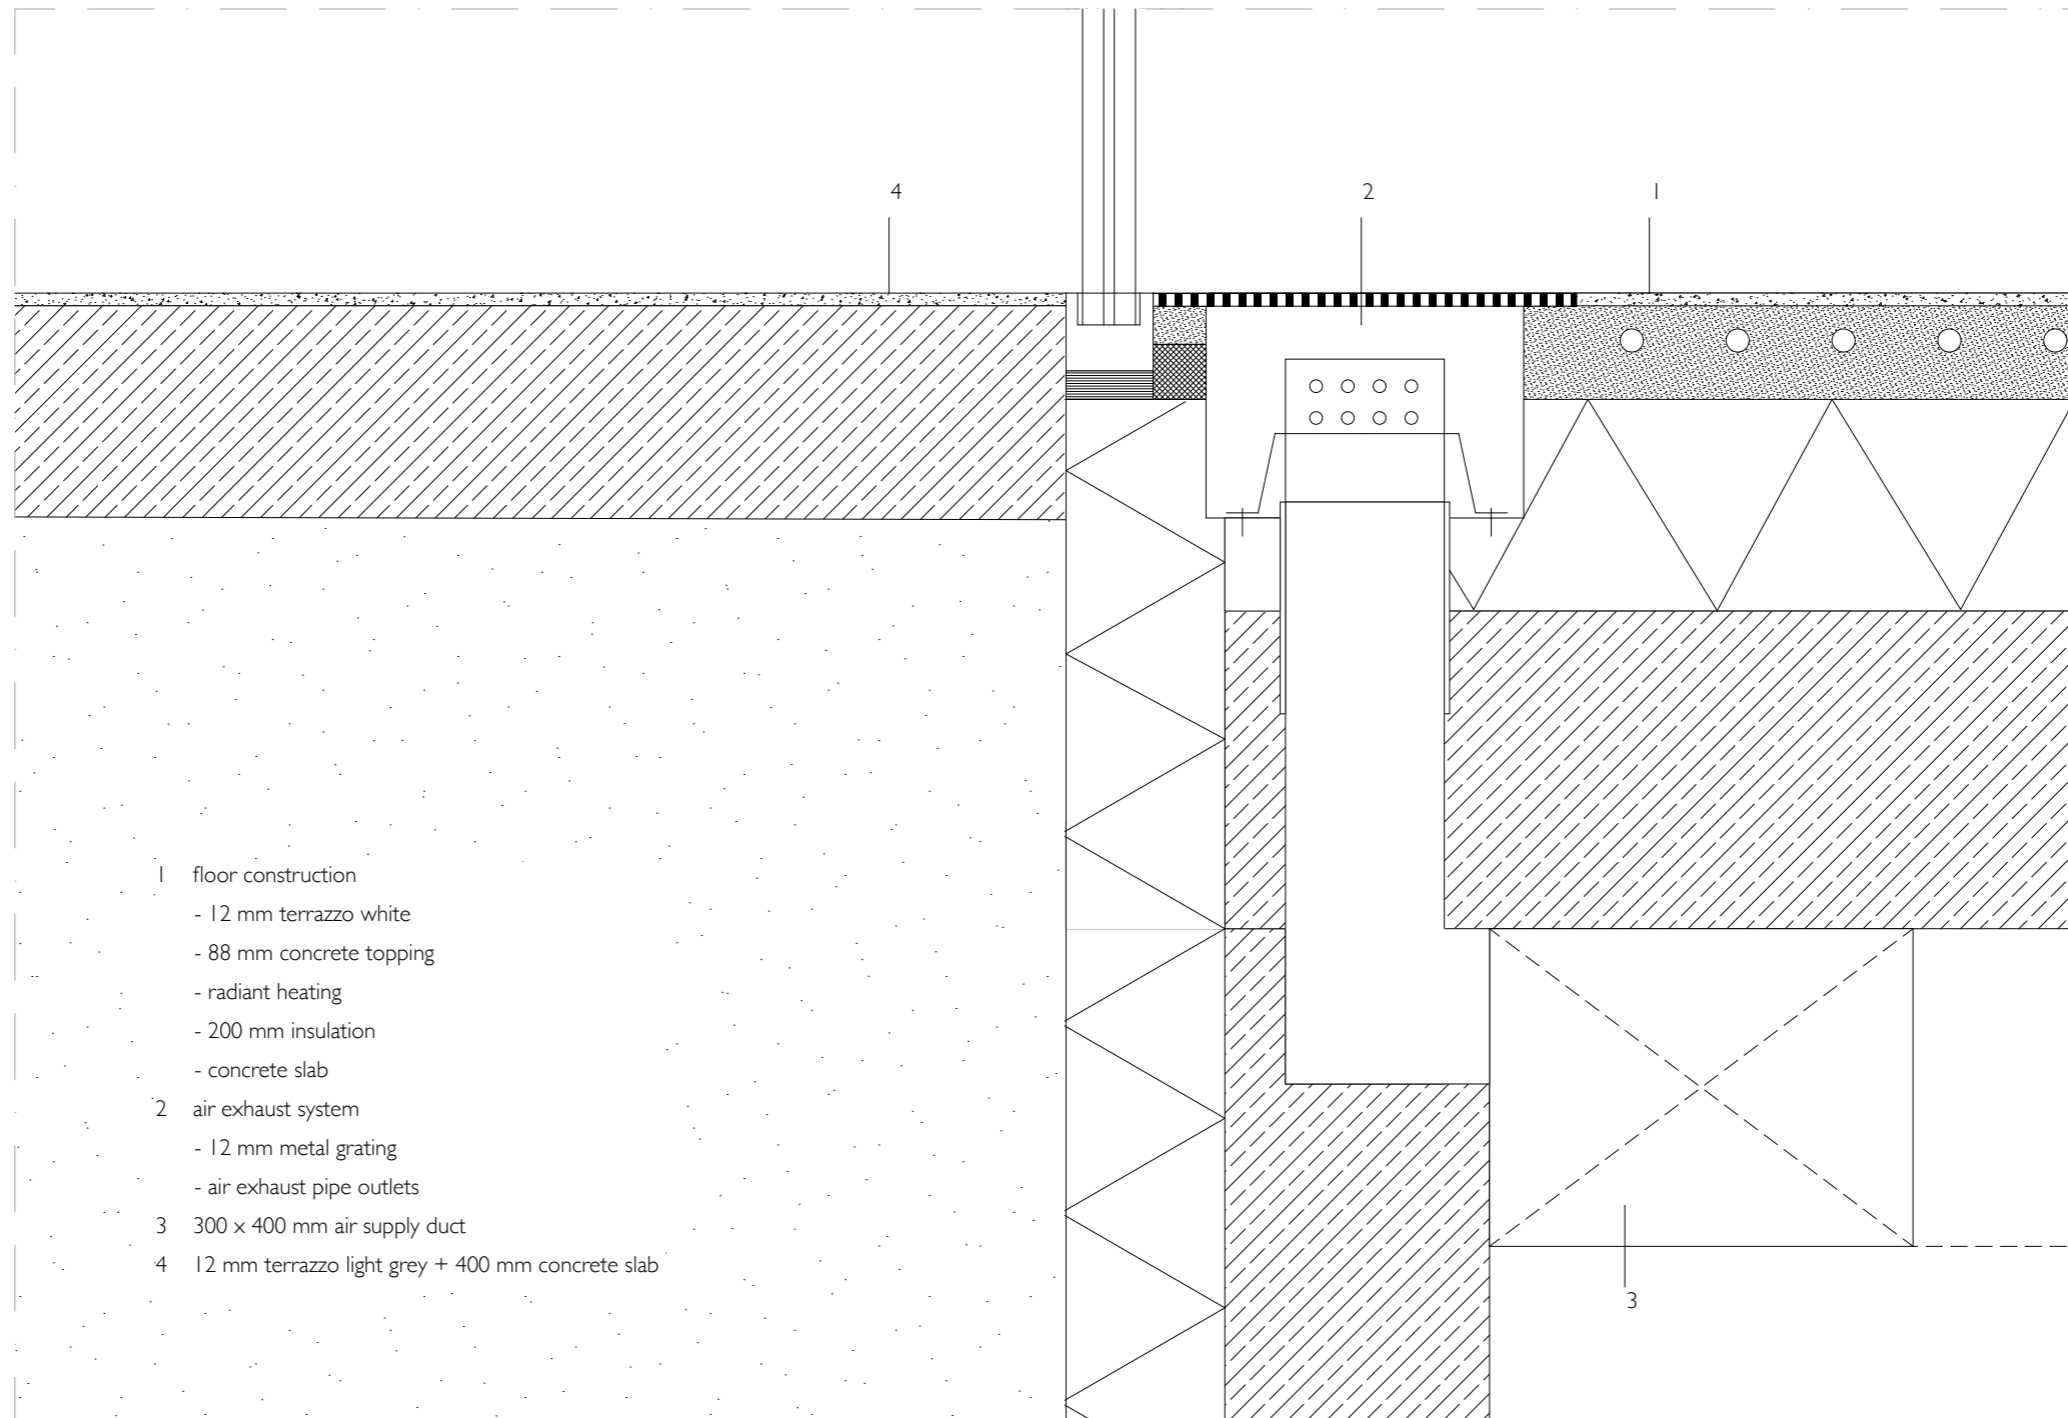 4 2 1
1 floor construction
- 12 mm terrazzo white
- 88 mm concrete topping
- radiant heating
- 200 mm insulation
- concrete slab
2 air exhaust system
- 12 mm metal grating
- air exhaust pipe outlets
3 300 x 400 mm air supply duct
4 12 mm terrazzo light grey + 400 mm concrete slab
3